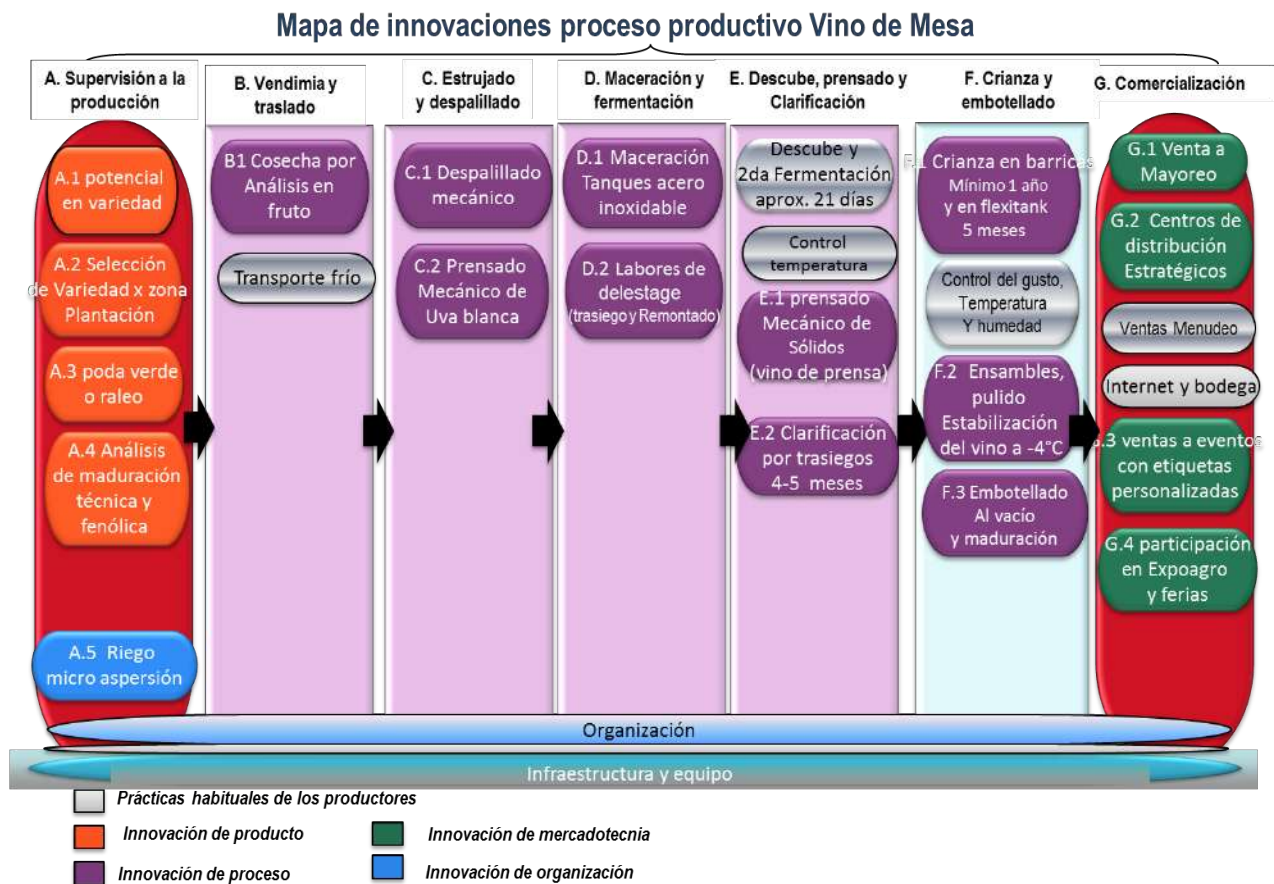 Mapa de innovaciones proceso productivo Vino de Mesa
A. Supervisión a la
producción
B. Vendimia y
traslado
C. Estrujado
y despalillado
D. Maceración y
fermentación
E. Descube, prensado y
Clarificación
F. Crianza y
embotellado
G. Comercialización
A.1 potencial
en variedad
A.2 Selección
de Variedad x zona
Plantación
A.3 poda verde
o raleo
A.4 Análisis
de maduración
técnica y
fenólica
A.5 Riego
micro aspersión
B1 Cosecha por
Análisis en
fruto
Transporte frío
C.1 Despalillado
mecánico
C.2 Prensado
Mecánico de
Uva blanca
D.1 Maceración
Tanques acero
inoxidable
D.2 Labores de
delestage
(trasiego y Remontado)
Descube y
2da Fermentación
aprox. 21 días
Control
temperatura
E.1 prensado
Mecánico de
Sólidos
(vino de prensa)
E.2 Clarificación
por trasiegos
4-5 meses
F.1 Crianza en barricas
Mínimo 1 año
y en flexitank
5 meses
Control del gusto,
Temperatura
Y humedad
F.2 Ensambles,
pulido
Estabilización
del vino a -4°C
F.3 Embotellado
Al vacío
y maduración
G.1 Venta a
Mayoreo
G.2 Centros de
distribución
Estratégicos
Ventas Menudeo
Internet y bodega
G.3 ventas a eventos
con etiquetas
personalizadas
G.4 participación
en Expoagro
y ferias
Organización
Infraestructura y equipo
Prácticas habituales de los productores
Innovación de producto
Innovación de mercadotecnia
Innovación de proceso
Innovación de organización